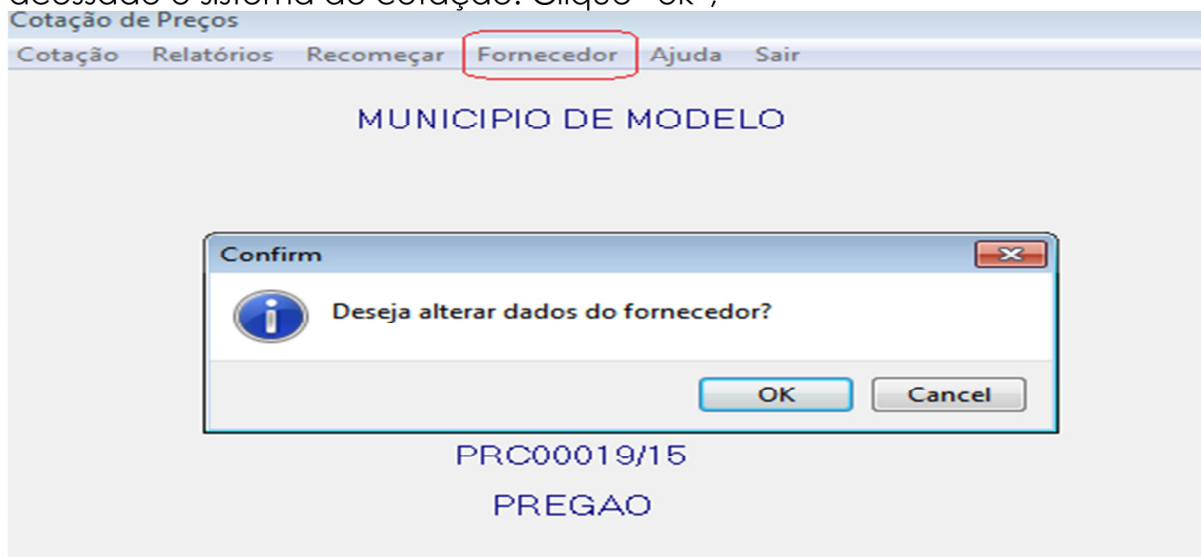 Cotação de Preços
Cotação Relatórios Recomeçar Fornecedor Ajuda Sair
MUNICIPIO DE MODELO
Confirm
Deseja alterar dados do fornecedor?
OK Cancel
PRC00019/15
PREGAO